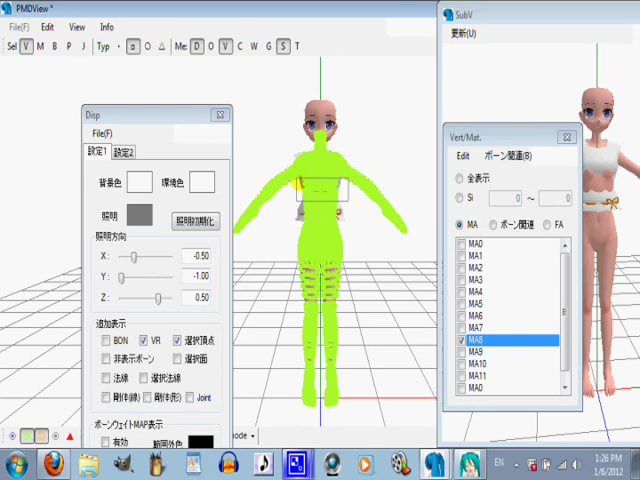 PMDView *
File(F) Edit View Info
Sel V M B P J Typ · □ ○ △ Me: D O V C W G S T
SubV
更新(U)
Disp
File(F)
設定1 設定2
背景色 環境色
照明 照明初期化
照明方向
X: -0.50
Y: -1.00
Z: 0.50
追加表示
BON VR 選択頂点
非表示ボーン 選択面
法線 選択法線
剛体(線) 剛体(形) Joint
ボーンウェイトMAP表示
有効 範囲外色
Vert/Mat.
Edit ボーン関連(B)
全表示
Si 0 ～ 0
MA ボーン関連 FA
MA0
MA1
MA2
MA3
MA4
MA5
MA6
MA7
MA8
MA9
MA10
MA11
MA0
ode
EN
1:26 PM
1/6/2012